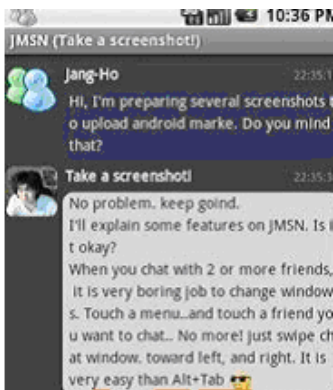 10:36 PM
JMSN (Take a screenshot!)
Jang-Ho
22:35:1
Hi, I'm preparing several screenshots t
o upload android marke. Do you mind
that?
Take a screenshot!
22:35:3
No problem. keep goind.
I'll explain some features on JMSN. Is i
t okay?
When you chat with 2 or more friends,
it is very boring job to change window
s. Touch a menu..and touch a friend yo
u want to chat.. No more! just swipe ch
at window. toward left, and right. It is
very easy than Alt+Tab